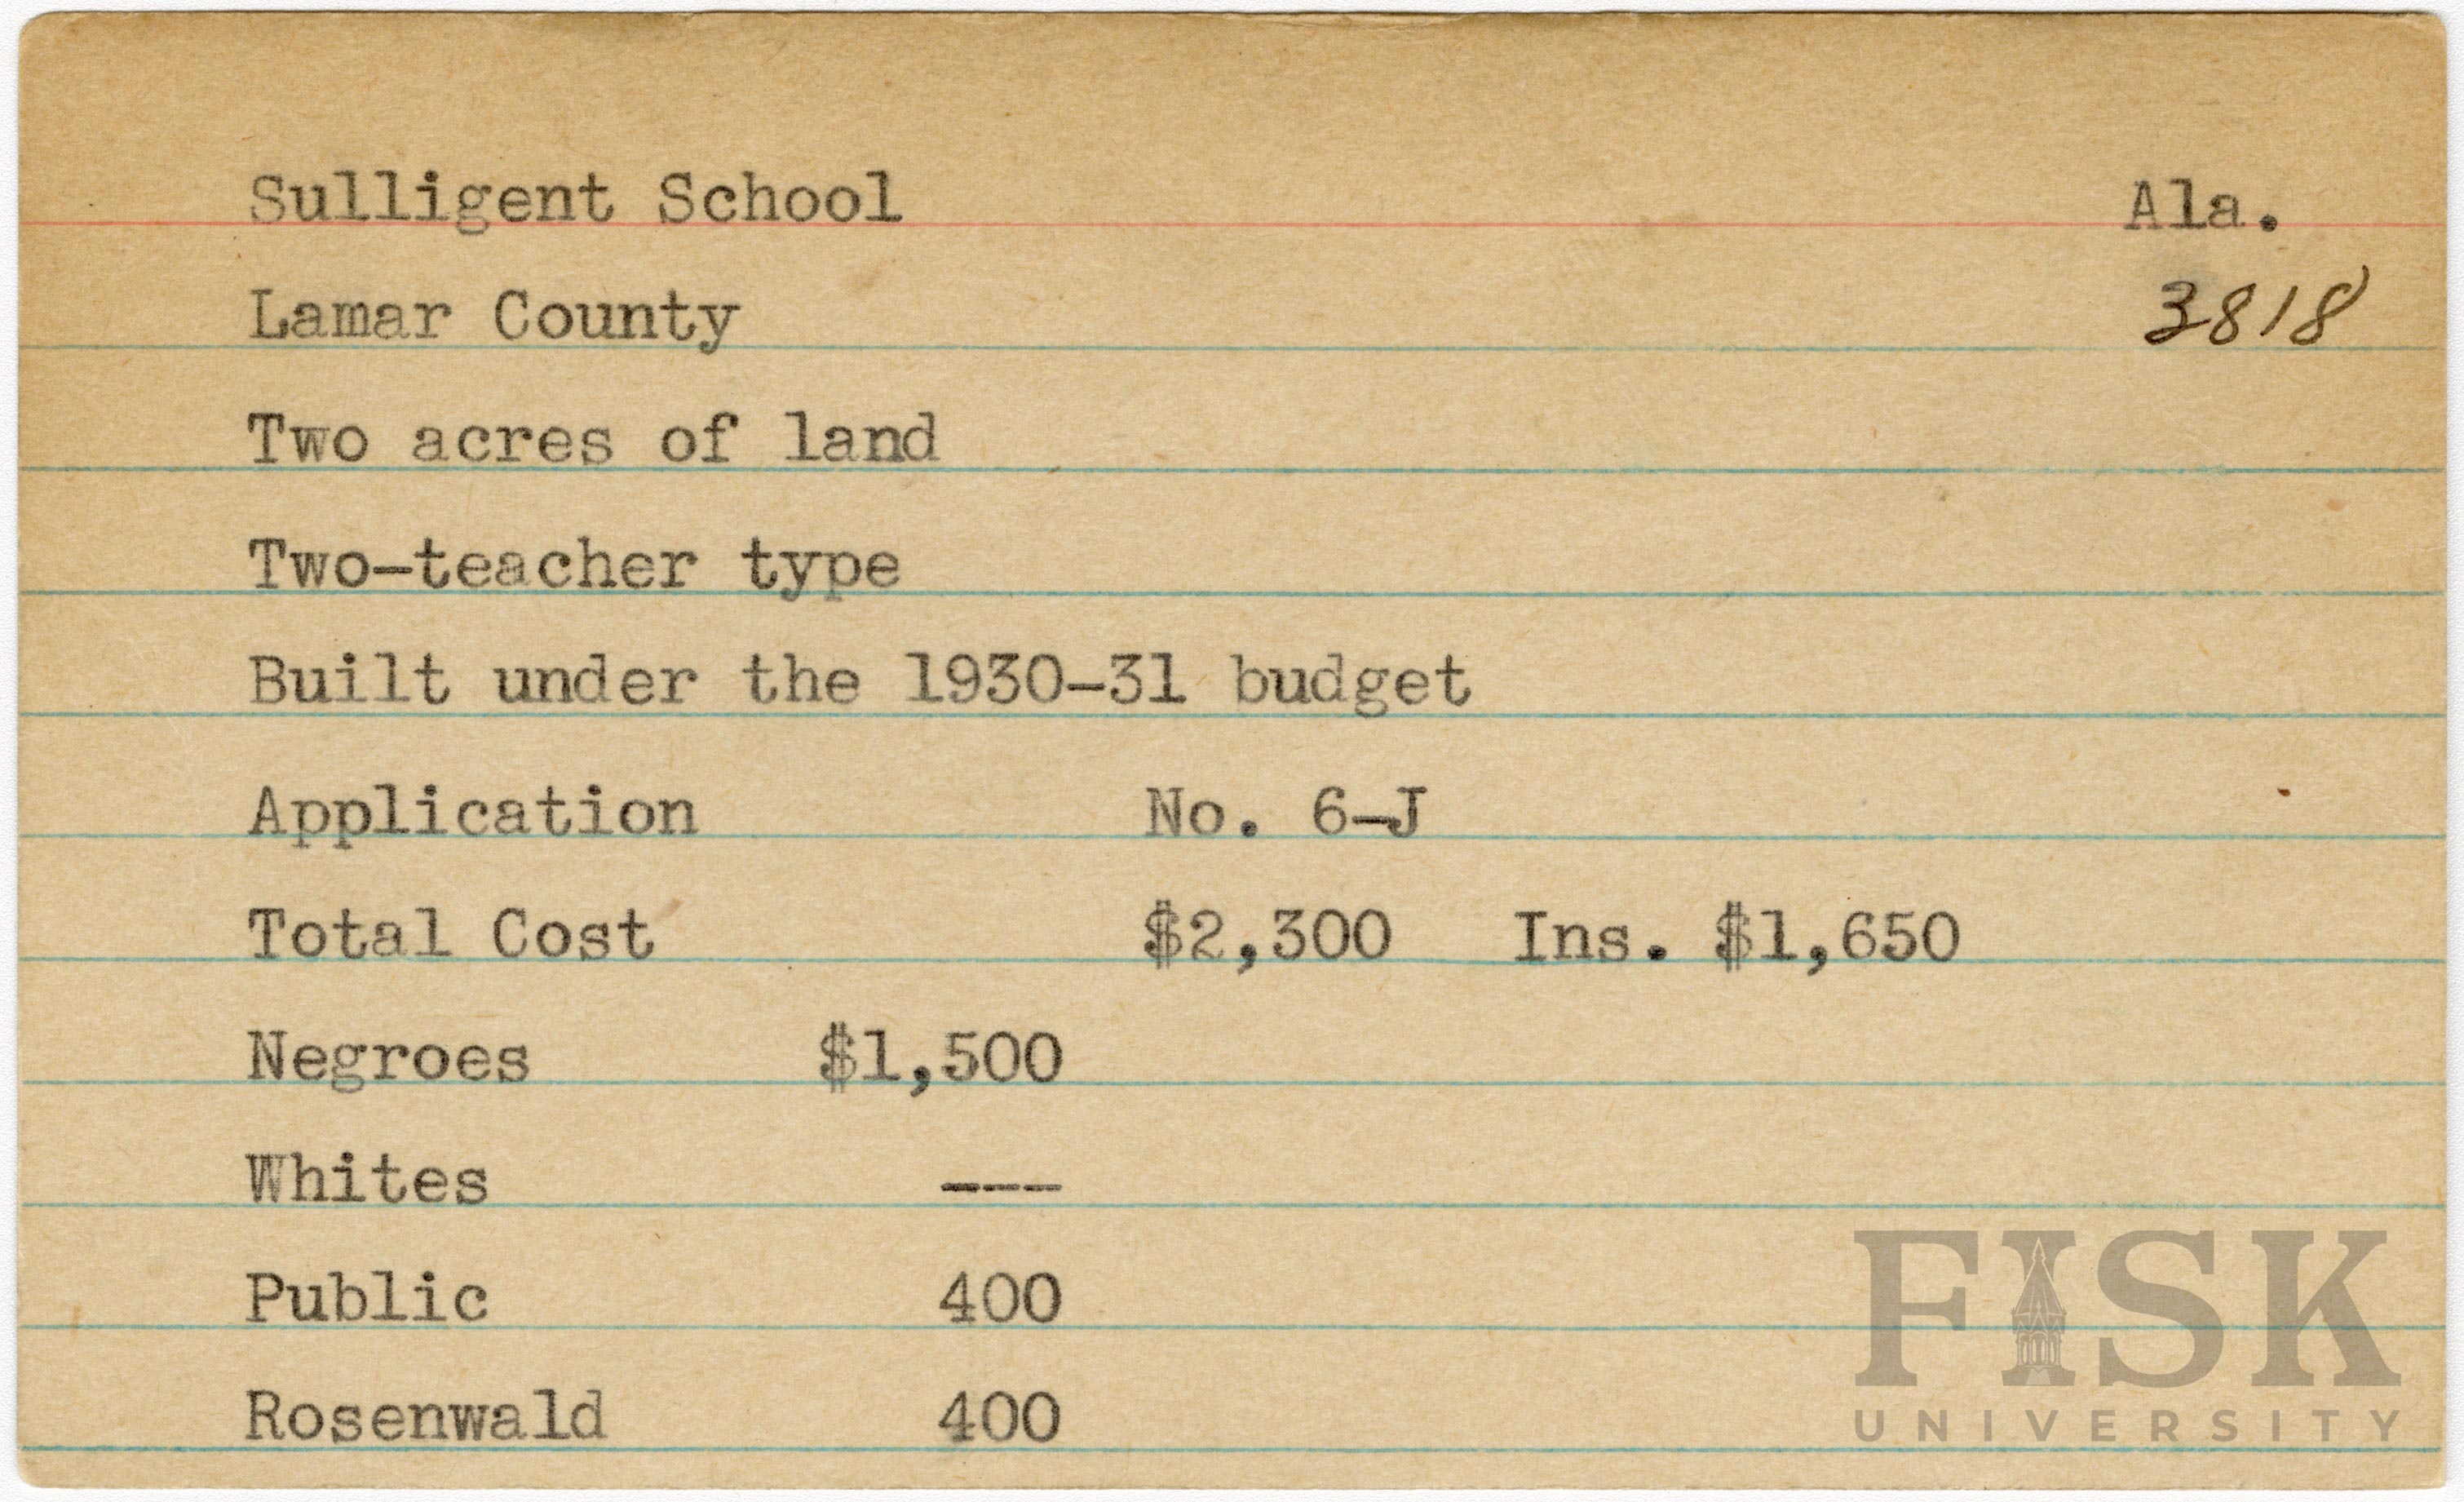 Sulligent School Ala.
Lamar County 3818
Two acres of land
Two-teacher type
Built under the 1930-31 budget
Application No. 6-J
Total Cost $2,300 Ins. $1,650
Negroes $1,500
Whites ---
Public 400
Rosenwald 400
FISK
UNIVERSITY